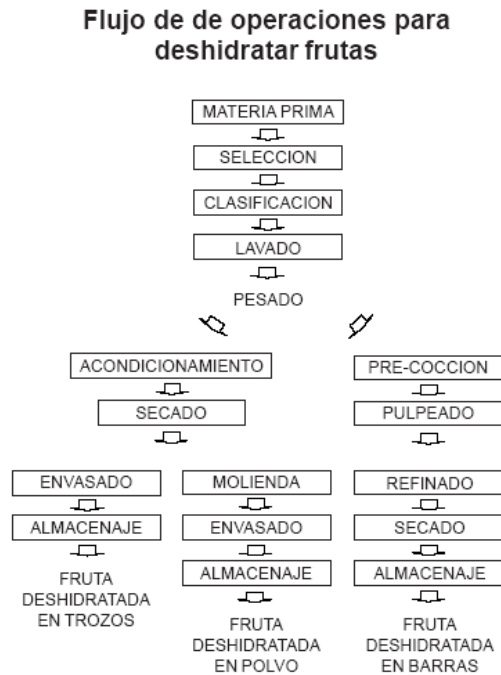 Flujo de de operaciones para
deshidratar frutas
MATERIA PRIMA
SELECCION
CLASIFICACION
LAVADO
PESADO
ACONDICIONAMIENTO
SECADO
ENVASADO
ALMACENAJE
FRUTA
DESHIDRATADA
EN TROZOS
MOLIENDA
ENVASADO
ALMACENAJE
FRUTA
DESHIDRATADA
EN POLVO
PRE-COCCION
PULPEADO
REFINADO
SECADO
ALMACENAJE
FRUTA
DESHIDRATADA
EN BARRAS